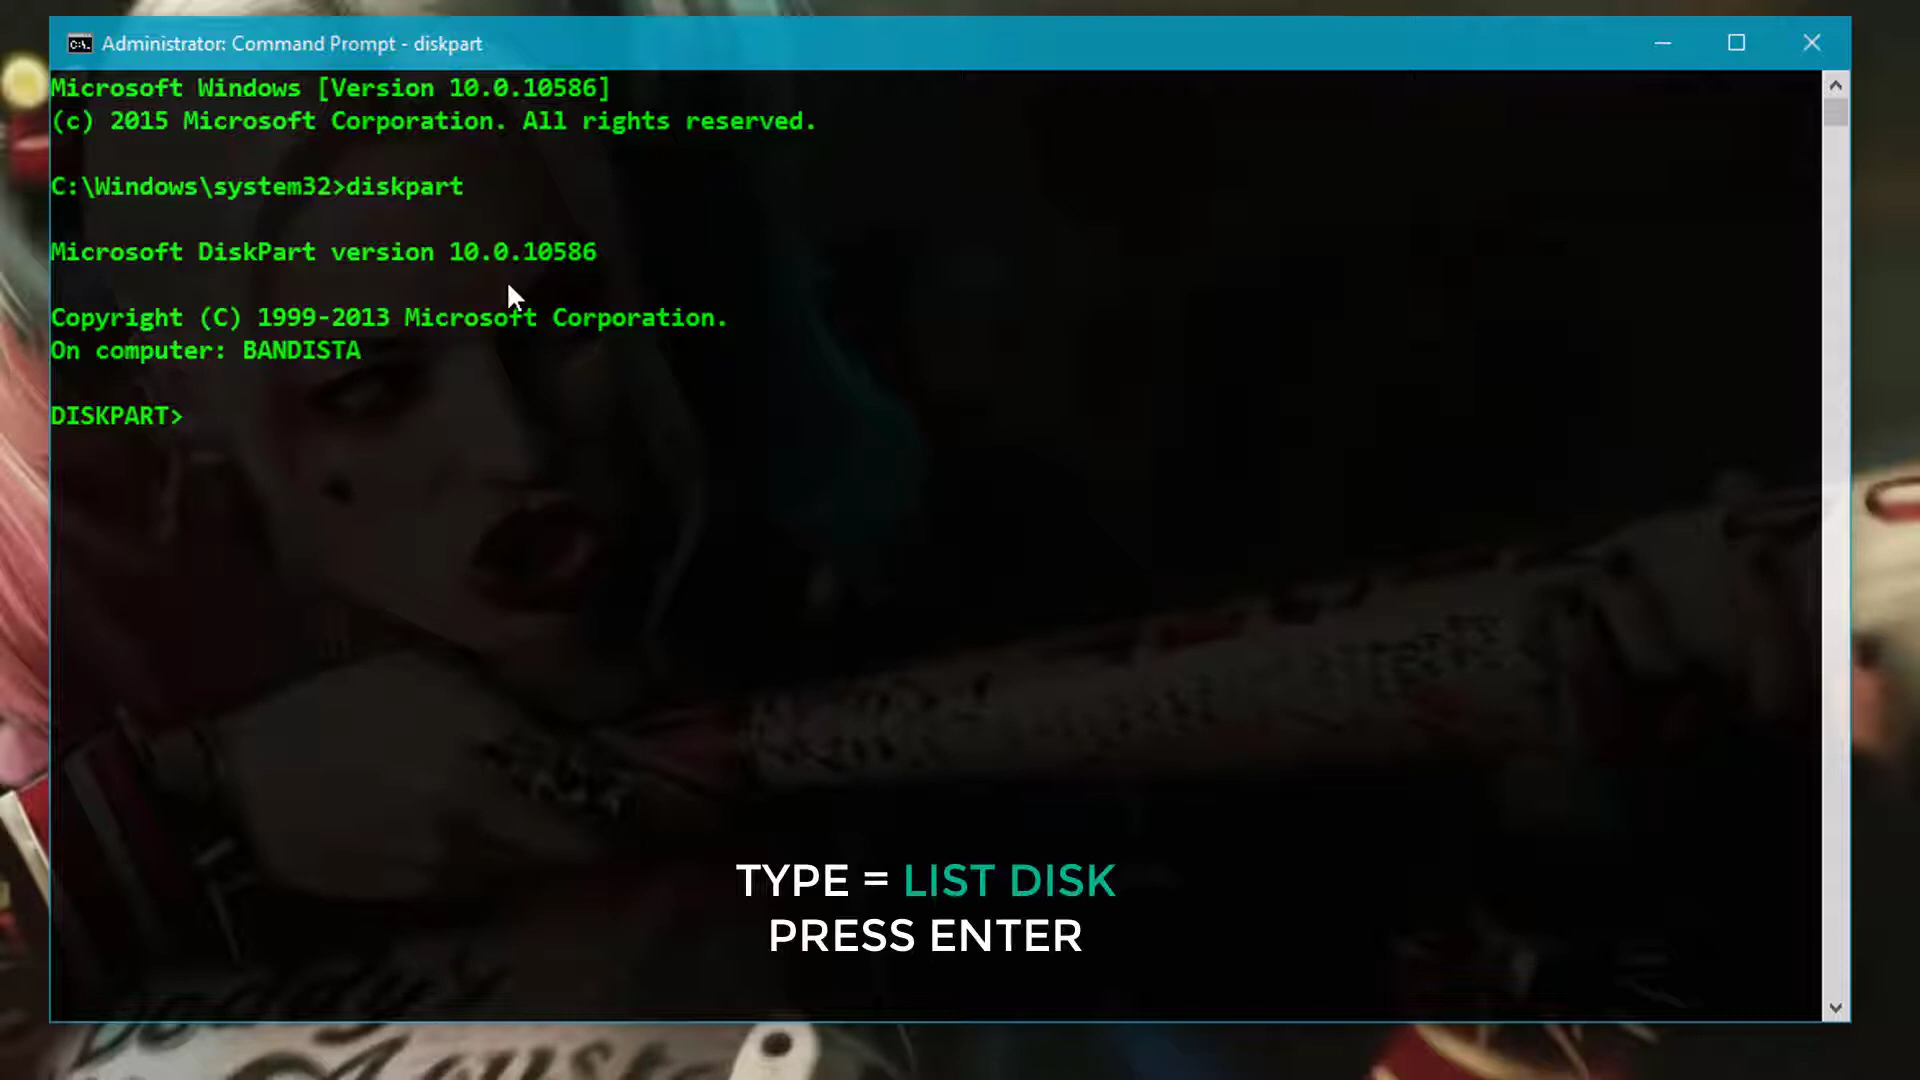 Administrator: Command Prompt - diskpart
Microsoft Windows [Version 10.0.10586]
(c) 2015 Microsoft Corporation. All rights reserved.
C:\Windows\system32>diskpart
Microsoft DiskPart version 10.0.10586
Copyright (C) 1999-2013 Microsoft Corporation.
On computer: BANDISTA
DISKPART>
TYPE = LIST DISK
PRESS ENTER
Daddy's